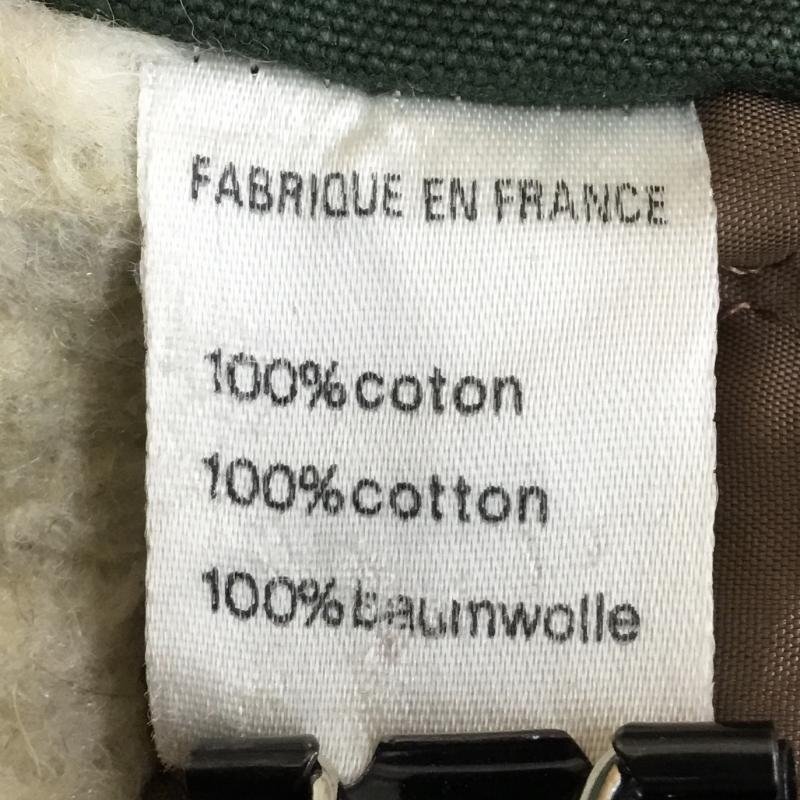 FABRIQUE EN FRANCE
100%coton
100%cotton
100%baumwolle